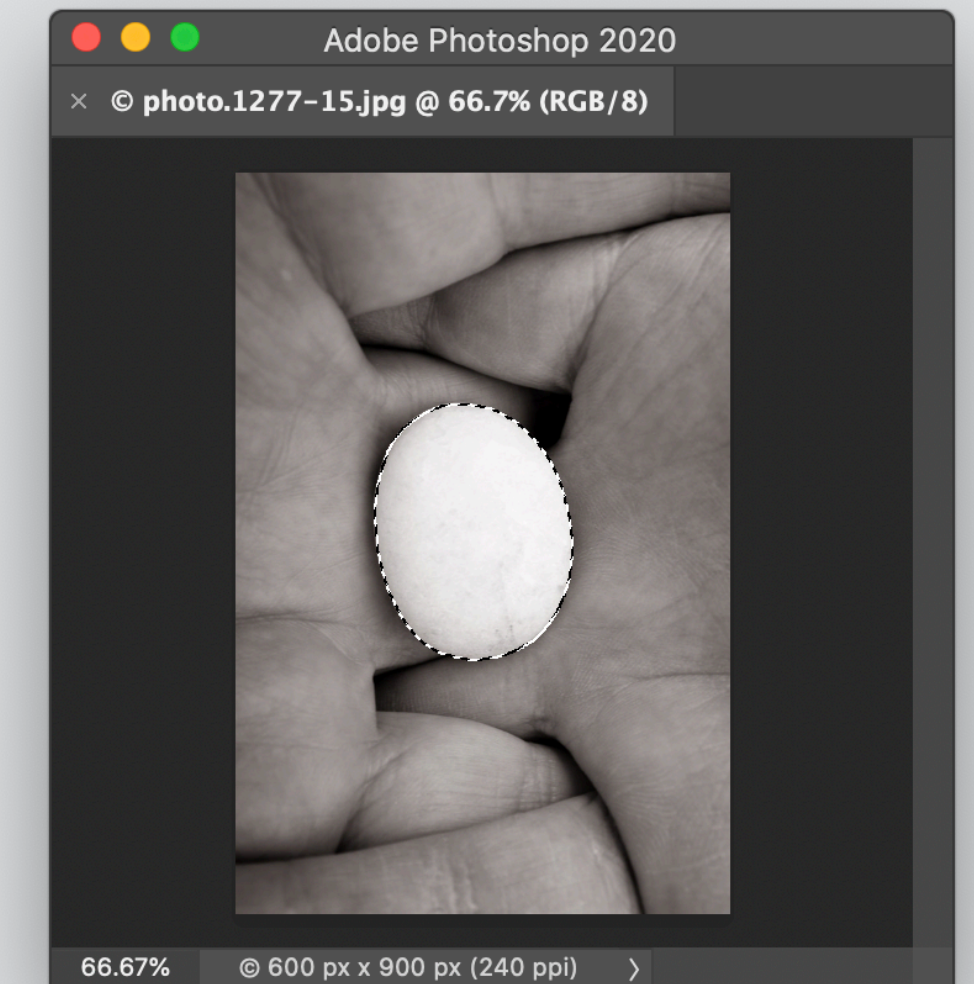 Adobe Photoshop 2020
× © photo.1277-15.jpg @ 66.7% (RGB/8)
66.67% © 600 px x 900 px (240 ppi) 〉